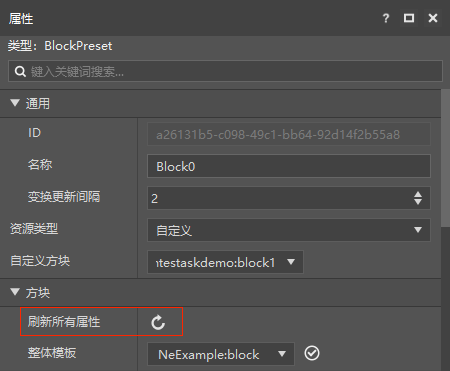 属性
类型: BlockPreset
键入关键词搜索...
通用
ID a26131b5-c098-49c1-bb64-92d14f2b55a8
名称 Block0
变换更新间隔 2
资源类型 自定义
自定义方块 ntestaskdemo:block1
方块
刷新所有属性
整体模板 NeExample:block